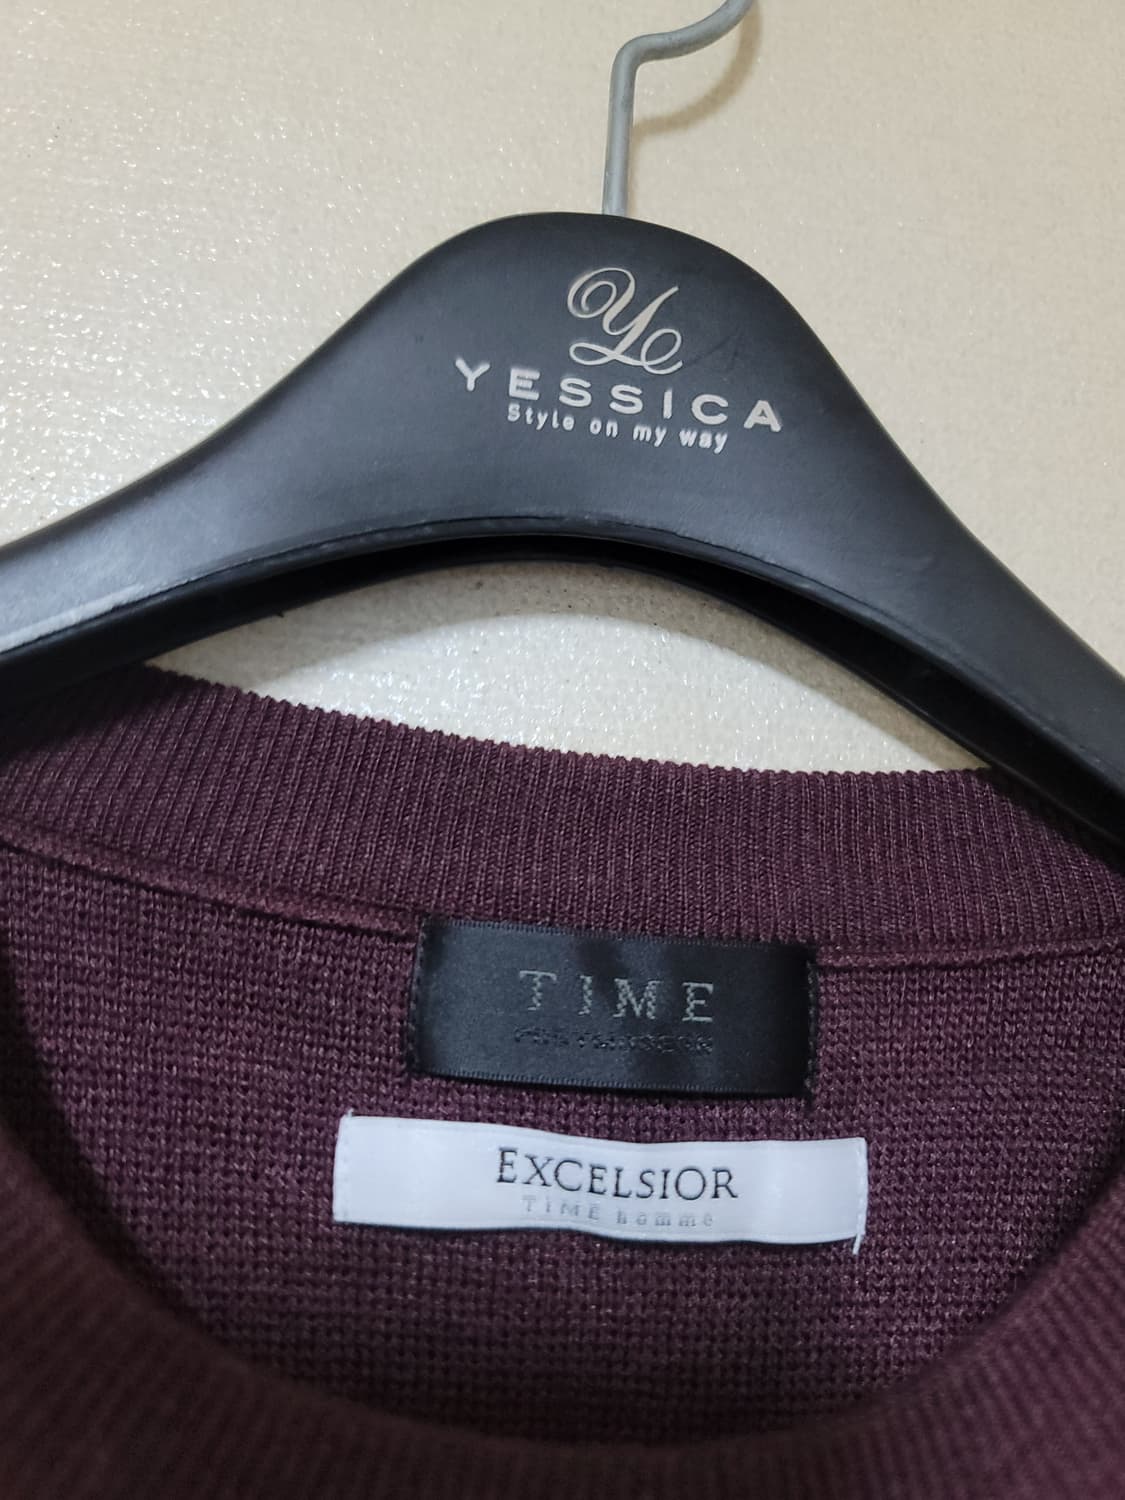 YL
YESSICA
Style on my way
TIME
EXCELSIOR
TIME homme